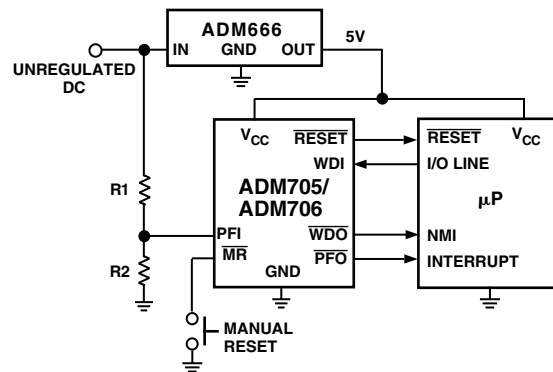 ADM666
IN GND OUT
5V
UNREGULATED
DC
VCC
RESET
WDI
ADM705/
ADM706
PFI
MR
WDO
PFO
GND
RESET
VCC
I/O LINE
μP
NMI
INTERRUPT
R1
R2
MANUAL
RESET